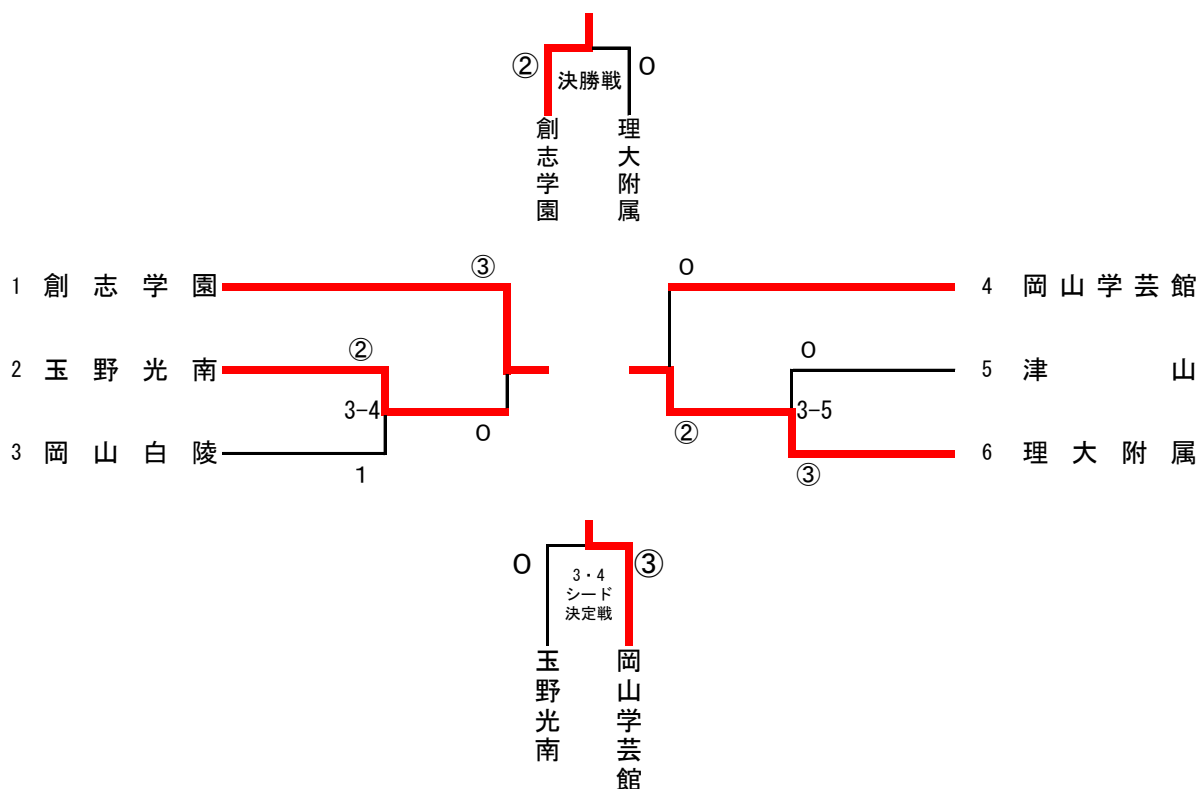 ② 決勝戦 0
創志学園
理大附属
1 創志学園
③
2 玉野光南
②
3-4
0
3 岡山白陵
1
0
4 岡山学芸館
0
5 津山
3-5
②
6 理大附属
③
0
3・4
シード
決定戦
③
玉野光南
岡山学芸館